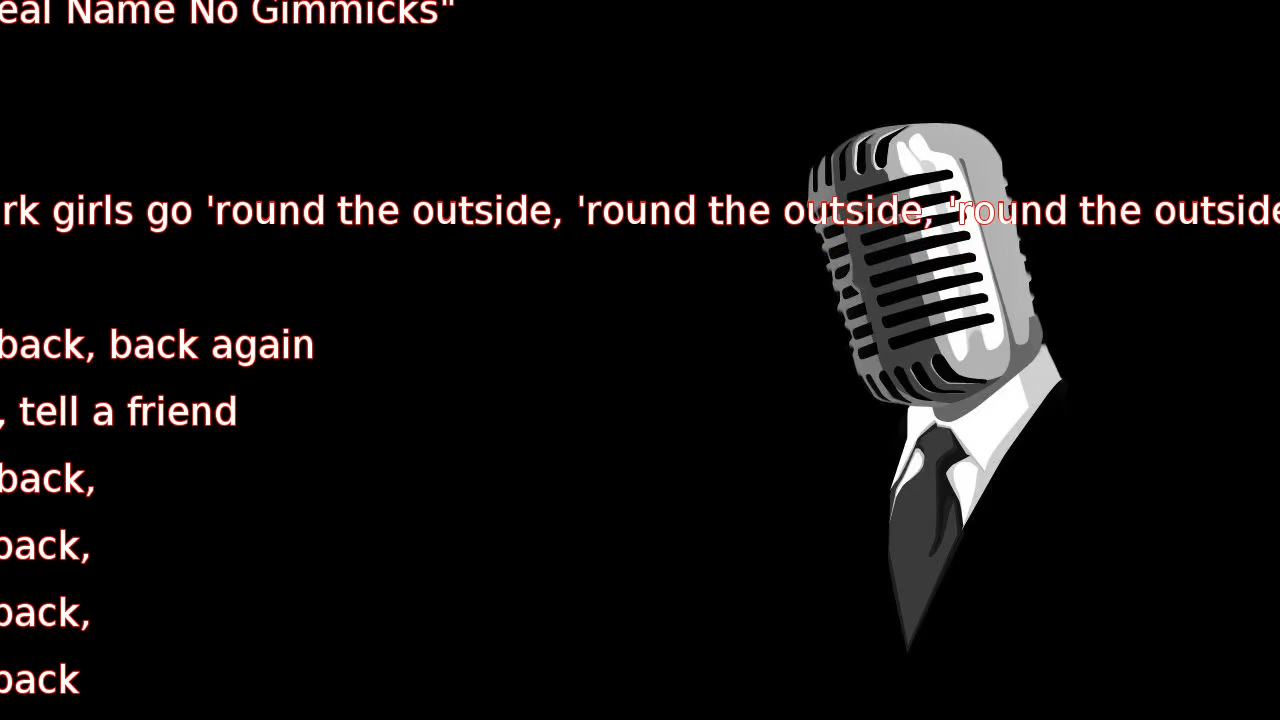 eal Name No Gimmicks"
rk girls go 'round the outside, 'round the outside, 'round the outside
back, back again
, tell a friend
back,
back,
back,
back